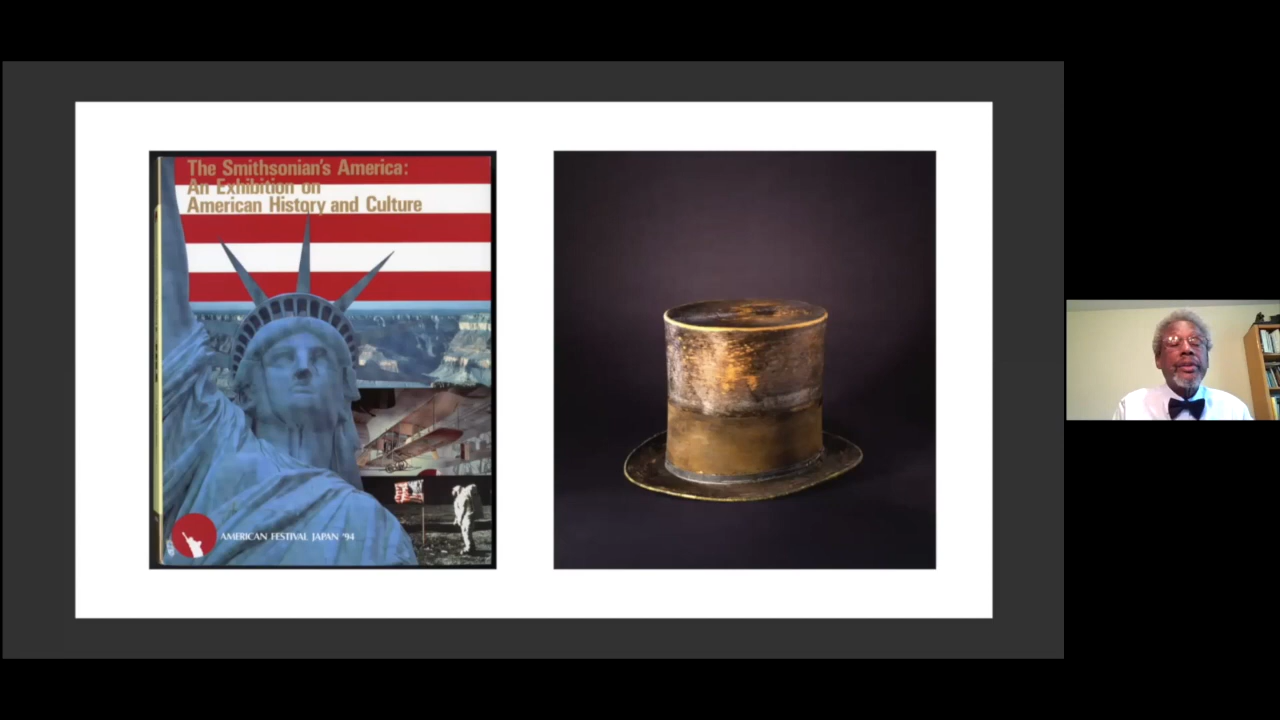 The Smithsonian's America:
An Exhibition on
American History and Culture
AMERICAN FESTIVAL JAPAN '94